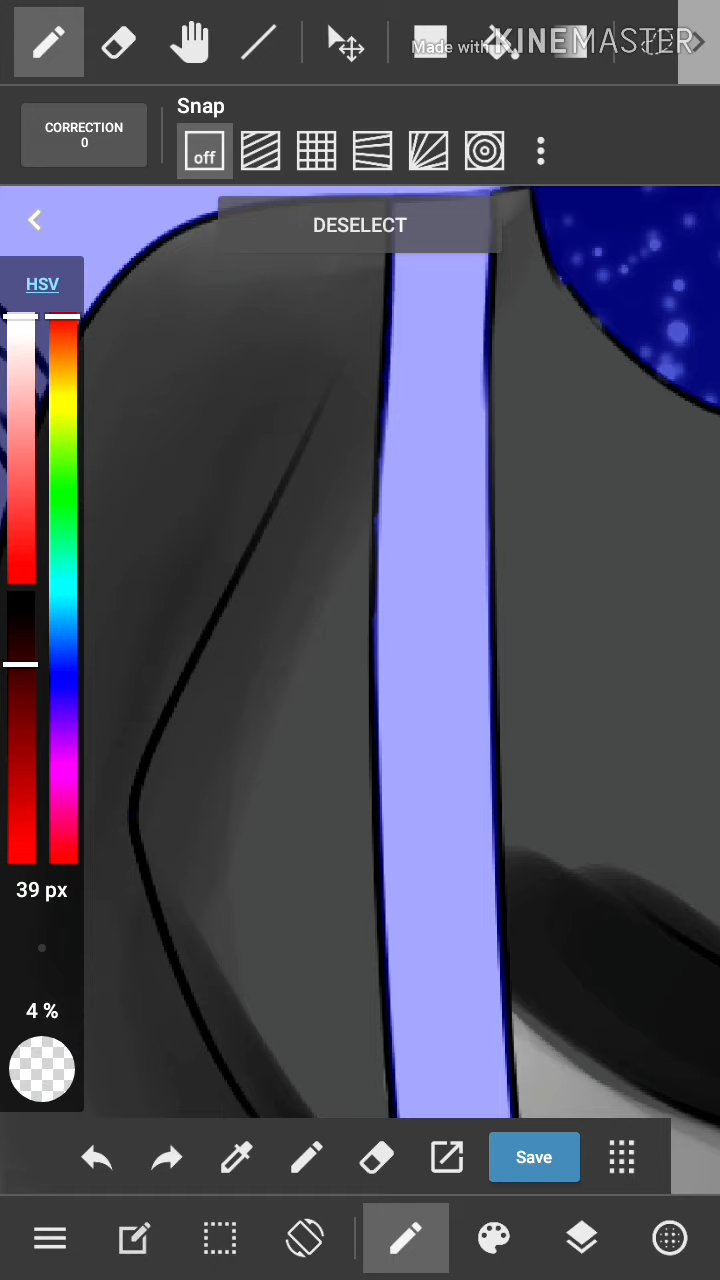 Made with KINEMASTER
CORRECTION
0
Snap
off
DESELECT
HSV
39 px
4 %
Save